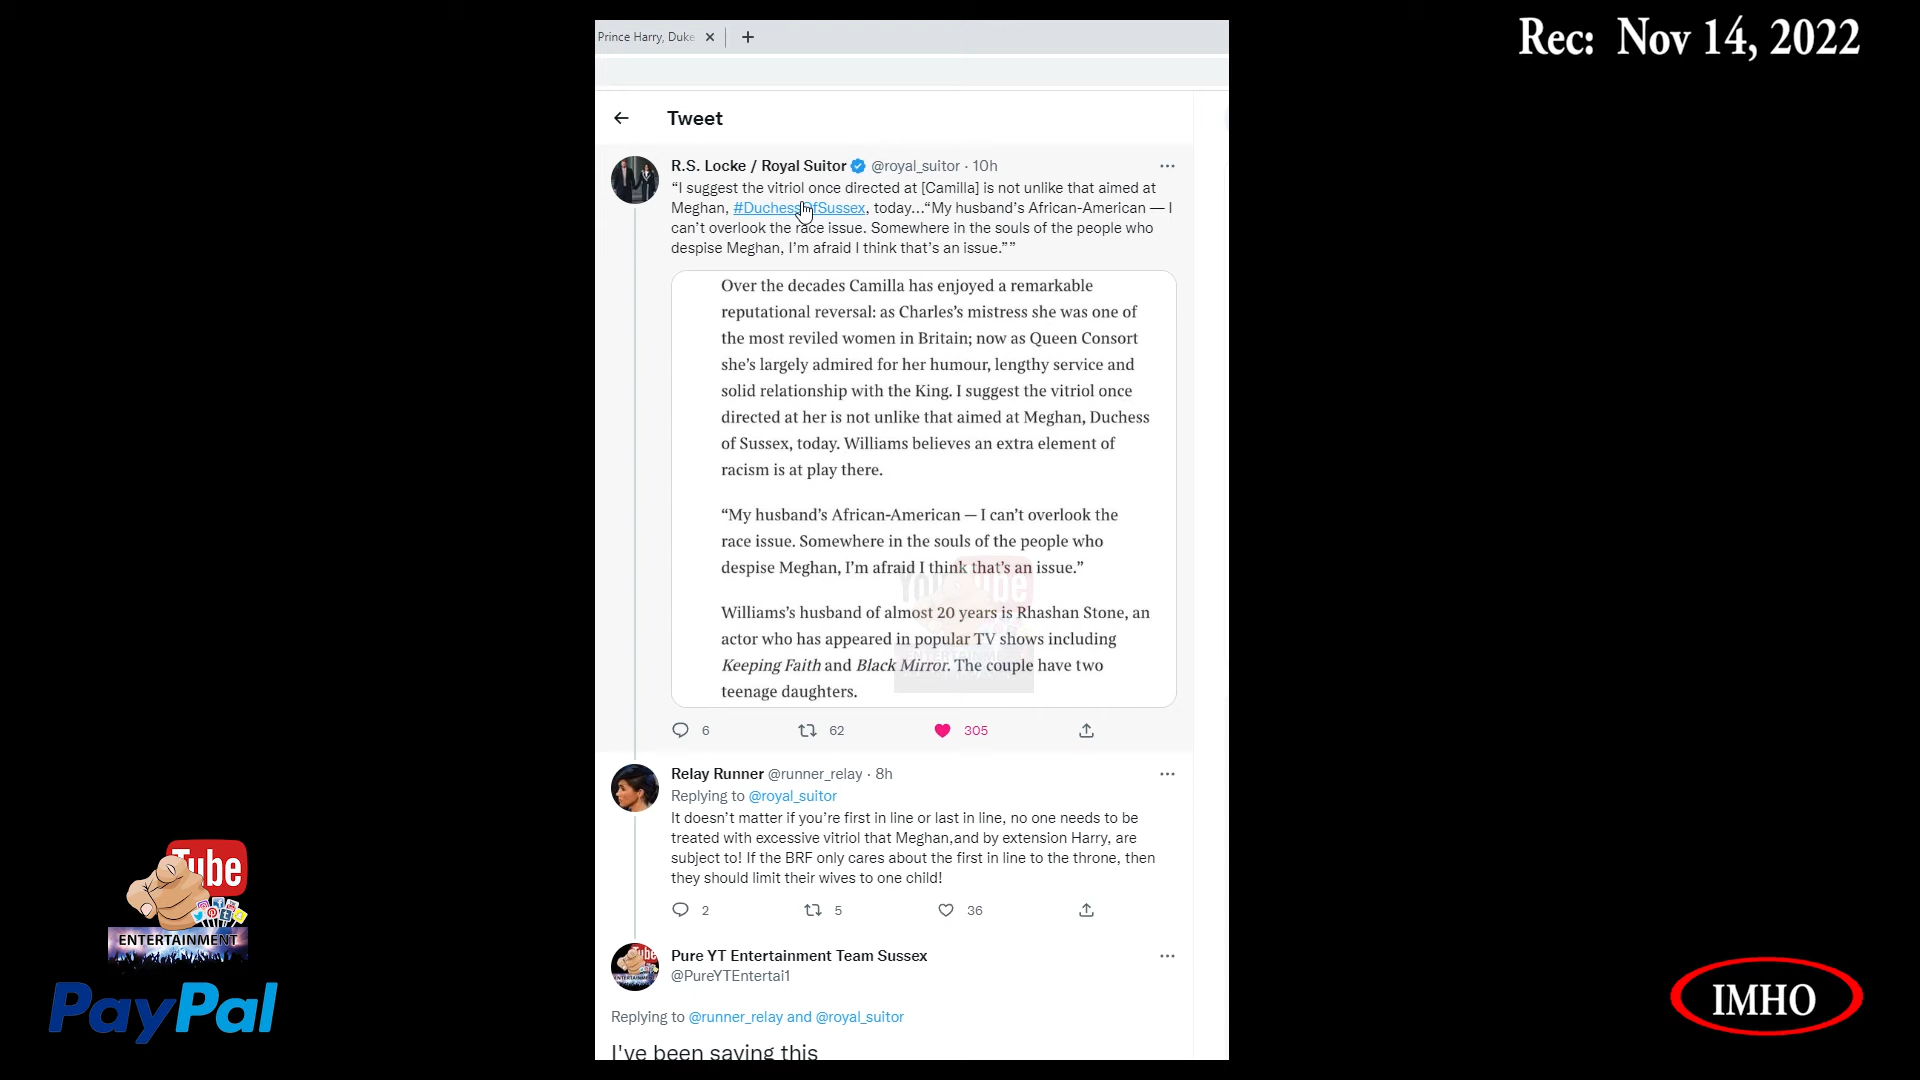 Rec: Nov 14, 2022
Prince Harry, Duke
Tweet
R.S. Locke / Royal Suitor @royal_suitor · 10h
“I suggest the vitriol once directed at [Camilla] is not unlike that aimed at
Meghan, #DuchessOfSussex, today...“My husband’s African-American — I
can’t overlook the race issue. Somewhere in the souls of the people who
despise Meghan, I’m afraid I think that’s an issue.””
Over the decades Camilla has enjoyed a remarkable
reputational reversal: as Charles’s mistress she was one of
the most reviled women in Britain; now as Queen Consort
she’s largely admired for her humour, lengthy service and
solid relationship with the King. I suggest the vitriol once
directed at her is not unlike that aimed at Meghan, Duchess
of Sussex, today. Williams believes an extra element of
racism is at play there.
“My husband’s African-American — I can’t overlook the
race issue. Somewhere in the souls of the people who
despise Meghan, I’m afraid I think that’s an issue.”
Williams’s husband of almost 20 years is Rhashan Stone, an
actor who has appeared in popular TV shows including
Keeping Faith and Black Mirror. The couple have two
teenage daughters.
YouTube
ENTERTAINMENT
6 62 305
Relay Runner @runner_relay · 8h
Replying to @royal_suitor
It doesn’t matter if you’re first in line or last in line, no one needs to be
treated with excessive vitriol that Meghan,and by extension Harry, are
subject to! If the BRF only cares about the first in line to the throne, then
they should limit their wives to one child!
2 5 36
Pure YT Entertainment Team Sussex
@PureYTEntertai1
Replying to @runner_relay and @royal_suitor
I've been saying this
Tube
ENTERTAINMENT
PayPal
IMHO